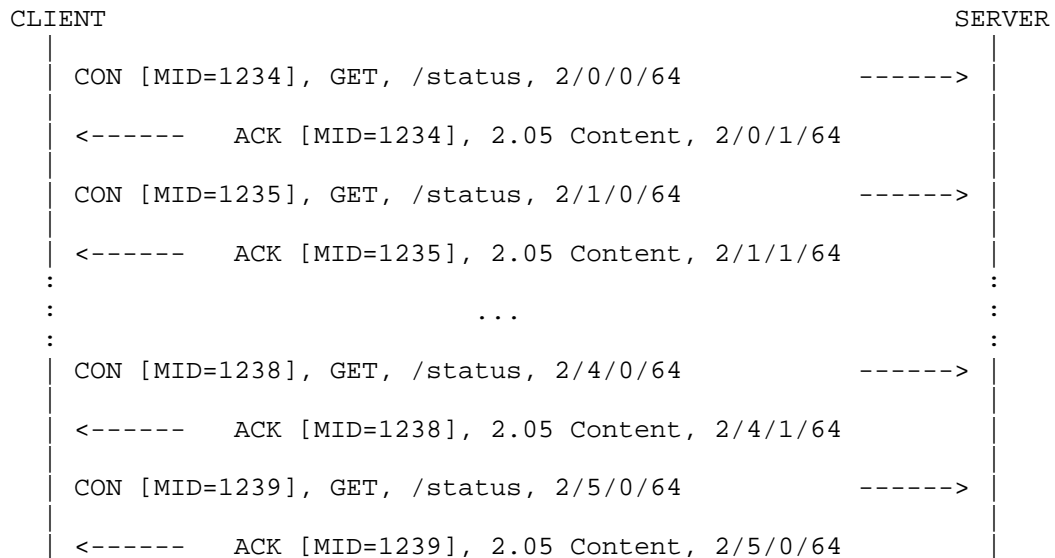 CLIENT                                                     SERVER
  |                                                          |
  | CON [MID=1234], GET, /status, 2/0/0/64           ------> |
  |                                                          |
  | <------   ACK [MID=1234], 2.05 Content, 2/0/1/64         |
  |                                                          |
  | CON [MID=1235], GET, /status, 2/1/0/64           ------> |
  |                                                          |
  | <------   ACK [MID=1235], 2.05 Content, 2/1/1/64         |
  :                                                          :
  :                          ...                             :
  :                                                          :
  | CON [MID=1238], GET, /status, 2/4/0/64           ------> |
  |                                                          |
  | <------   ACK [MID=1238], 2.05 Content, 2/4/1/64         |
  |                                                          |
  | CON [MID=1239], GET, /status, 2/5/0/64           ------> |
  |                                                          |
  | <------   ACK [MID=1239], 2.05 Content, 2/5/0/64         |